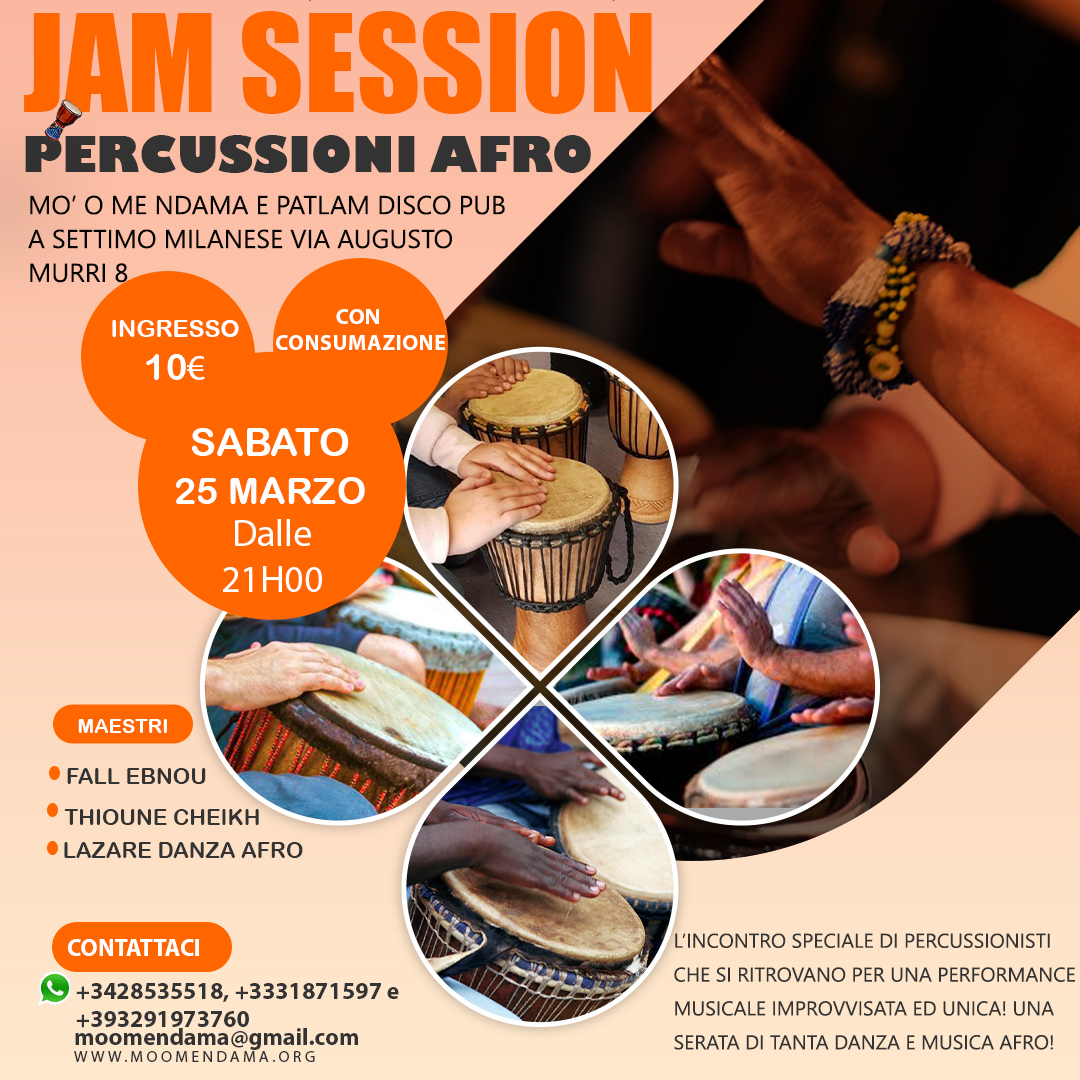 JAM SESSION
PERCUSSIONI AFRO
MO' O ME NDAMA E PATLAM DISCO PUB
A SETTIMO MILANESE VIA AUGUSTO
MURRI 8
INGRESSO
10€
CON
CONSUMAZIONE
SABATO
25 MARZO
Dalle
21H00
MAESTRI
FALL EBNOU
THIOUNE CHEIKH
LAZARE DANZA AFRO
CONTATTACI
+3428535518, +3331871597 e
+393291973760
moomendama@gmail.com
WWW.MOOMENDAMA.ORG
L'INCONTRO SPECIALE DI PERCUSSIONISTI
CHE SI RITROVANO PER UNA PERFORMANCE
MUSICALE IMPROVVISATA ED UNICA! UNA
SERATA DI TANTA DANZA E MUSICA AFRO!